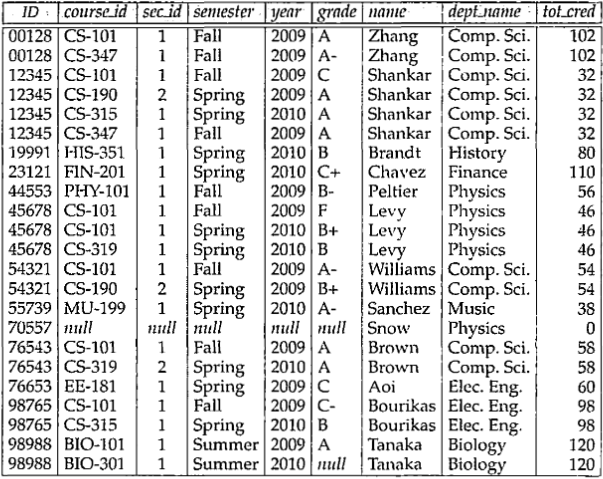 ID course_id sec_id semester year grade name dept_name tot_cred
00128 CS-101 1 Fall 2009 A Zhang Comp. Sci. 102
00128 CS-347 1 Fall 2009 A- Zhang Comp. Sci. 102
12345 CS-101 1 Fall 2009 C Shankar Comp. Sci. 32
12345 CS-190 2 Spring 2009 A Shankar Comp. Sci. 32
12345 CS-315 1 Spring 2010 A Shankar Comp. Sci. 32
12345 CS-347 1 Fall 2009 A Shankar Comp. Sci. 32
19991 HIS-351 1 Spring 2010 B Brandt History 80
23121 FIN-201 1 Spring 2010 C+ Chavez Finance 110
44553 PHY-101 1 Fall 2009 B- Peltier Physics 56
45678 CS-101 1 Fall 2009 F Levy Physics 46
45678 CS-101 1 Spring 2010 B+ Levy Physics 46
45678 CS-319 1 Spring 2010 B Levy Physics 46
54321 CS-101 1 Fall 2009 A- Williams Comp. Sci. 54
54321 CS-190 2 Spring 2009 B+ Williams Comp. Sci. 54
55739 MU-199 1 Spring 2010 A- Sanchez Music 38
70557 null null null null null Snow Physics 0
76543 CS-101 1 Fall 2009 A Brown Comp. Sci. 58
76543 CS-319 2 Spring 2010 A Brown Comp. Sci. 58
76653 EE-181 1 Spring 2009 C Aoi Elec. Eng. 60
98765 CS-101 1 Fall 2009 C- Bourikas Elec. Eng. 98
98765 CS-315 1 Spring 2010 B Bourikas Elec. Eng. 98
98988 BIO-101 1 Summer 2009 A Tanaka Biology 120
98988 BIO-301 1 Summer 2010 null Tanaka Biology 120